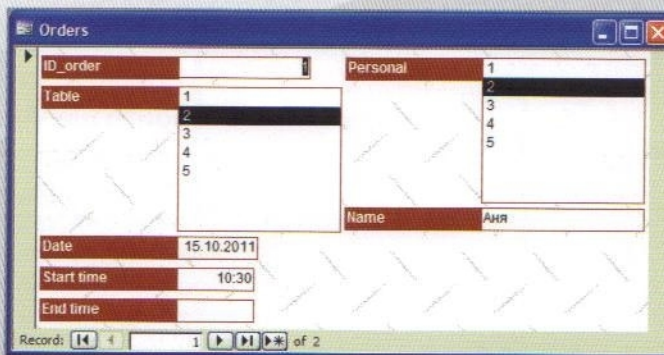 Orders
ID_order 1 Personal 1
2
3
4
5
Table 1
2
3
4
5
Name Аня
Date 15.10.2011
Start time 10:30
End time
Record: 1 of 2